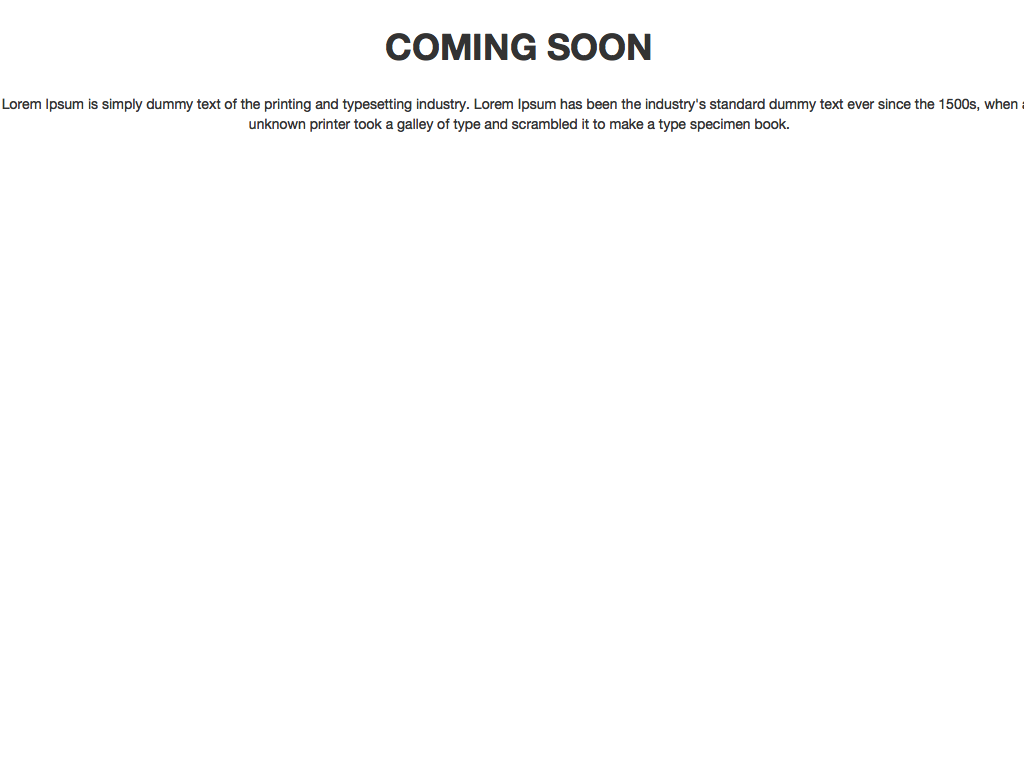 COMING SOON
Lorem Ipsum is simply dummy text of the printing and typesetting industry. Lorem Ipsum has been the industry's standard dummy text ever since the 1500s, when
unknown printer took a galley of type and scrambled it to make a type specimen book.